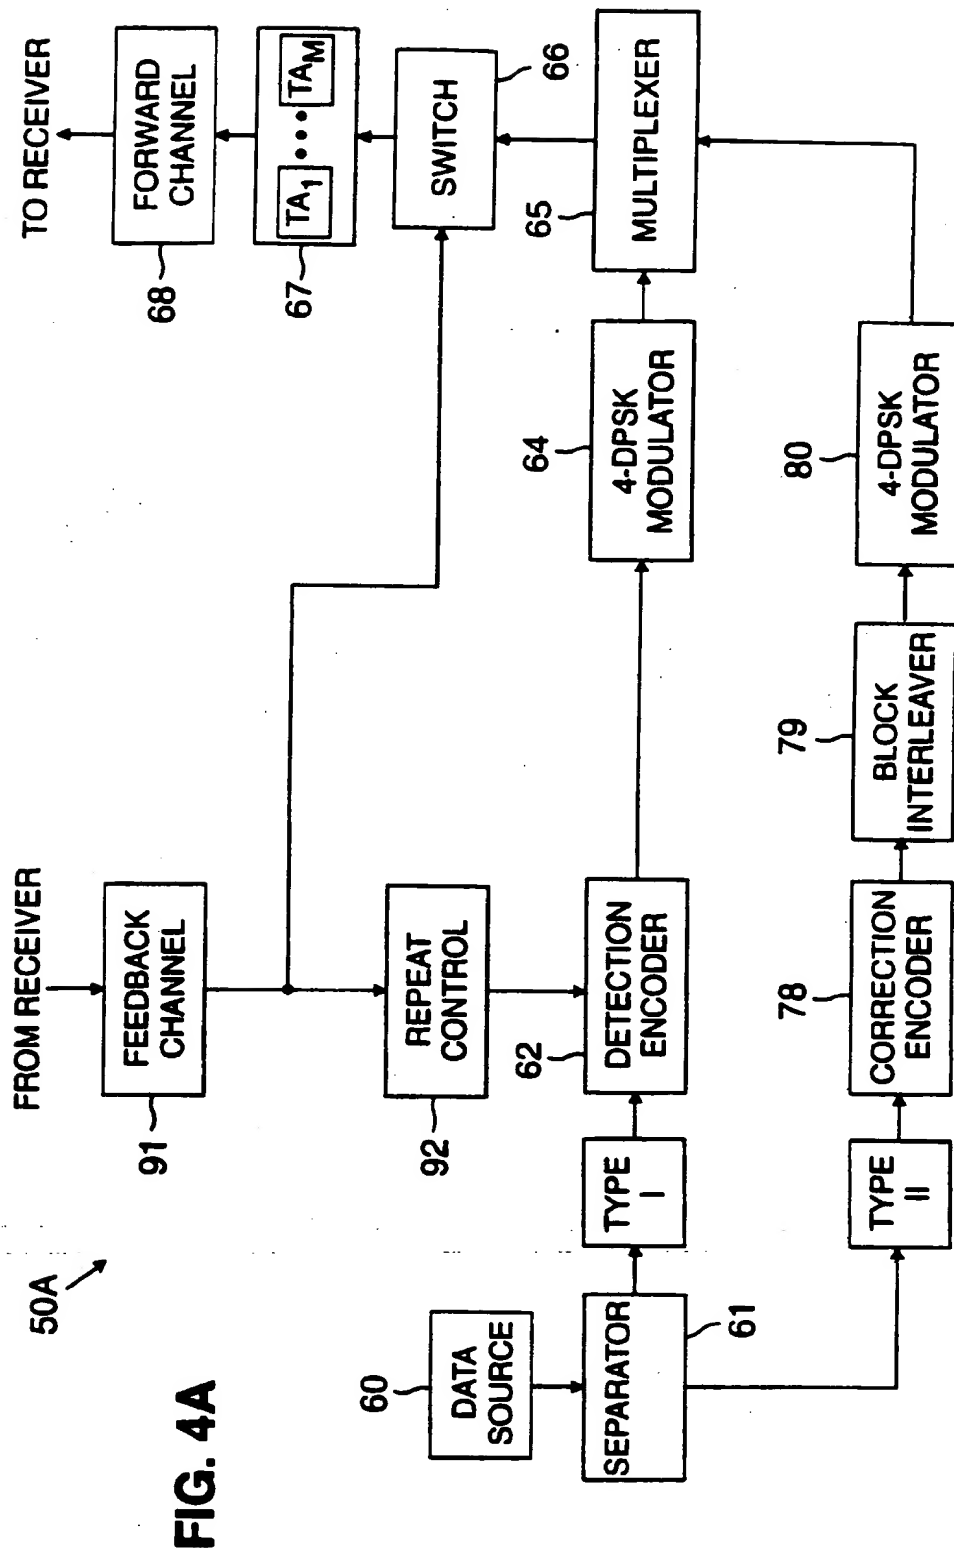 FIG. 4A
50A
FROM RECEIVER
FEEDBACK
CHANNEL
91
REPEAT
CONTROL
92
60
DATA
SOURCE
SEPARATOR
61
TYPE
I
62
DETECTION
ENCODER
64
4-DPSK
MODULATOR
65
MULTIPLEXER
SWITCH
66
TA1 ••• TAM
67
FORWARD
CHANNEL
68
TO RECEIVER
TYPE
II
78
CORRECTION
ENCODER
79
BLOCK
INTERLEAVER
80
4-DPSK
MODULATOR